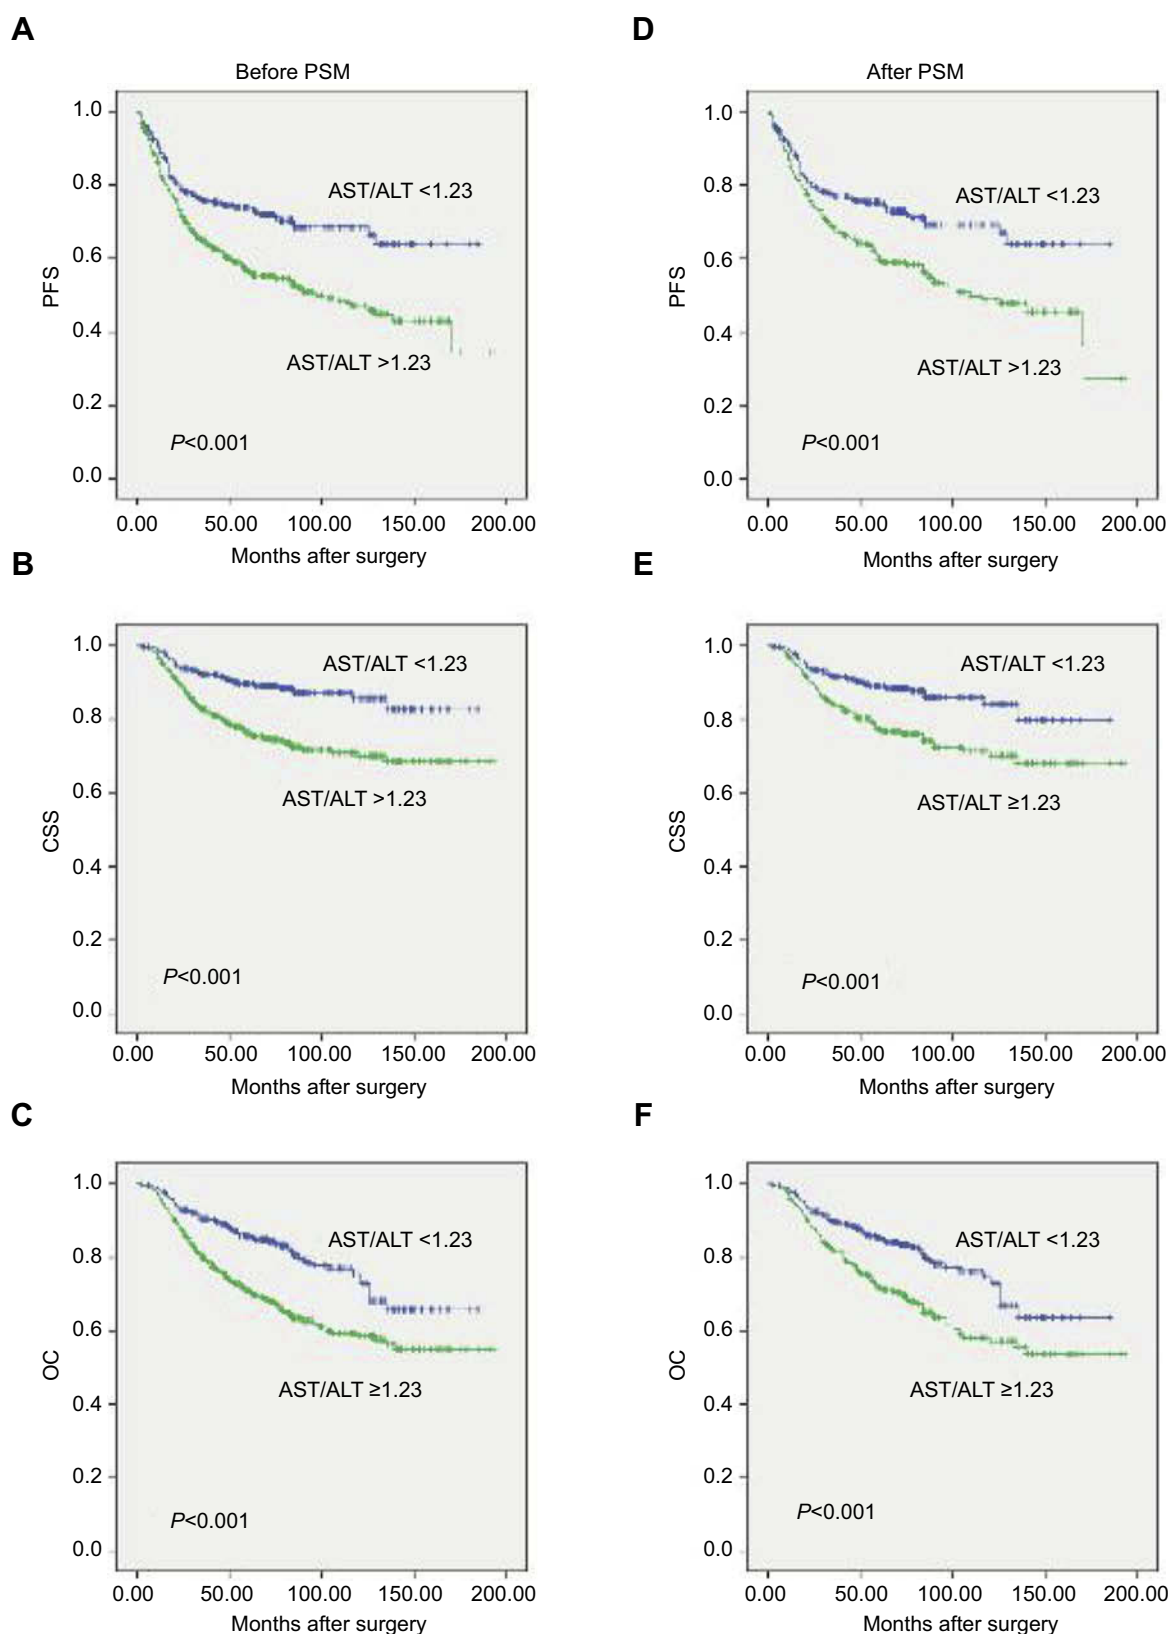 A
Before PSM
1.0
0.8
0.6
0.4
0.2
0.0
PFS
AST/ALT <1.23
AST/ALT >1.23
P<0.001
0.00 50.00 100.00 150.00 200.00
Months after surgery
D
After PSM
1.0
0.8
0.6
0.4
0.2
0.0
PFS
AST/ALT <1.23
AST/ALT >1.23
P<0.001
0.00 50.00 100.00 150.00 200.00
Months after surgery
B
1.0
0.8
0.6
0.4
0.2
0.0
CSS
AST/ALT <1.23
AST/ALT >1.23
P<0.001
0.00 50.00 100.00 150.00 200.00
Months after surgery
E
1.0
0.8
0.6
0.4
0.2
0.0
CSS
AST/ALT <1.23
AST/ALT ≥1.23
P<0.001
0.00 50.00 100.00 150.00 200.00
Months after surgery
C
1.0
0.8
0.6
0.4
0.2
0.0
OC
AST/ALT <1.23
AST/ALT ≥1.23
P<0.001
0.00 50.00 100.00 150.00 200.00
Months after surgery
F
1.0
0.8
0.6
0.4
0.2
0.0
OC
AST/ALT <1.23
AST/ALT ≥1.23
P<0.001
0.00 50.00 100.00 150.00 200.00
Months after surgery